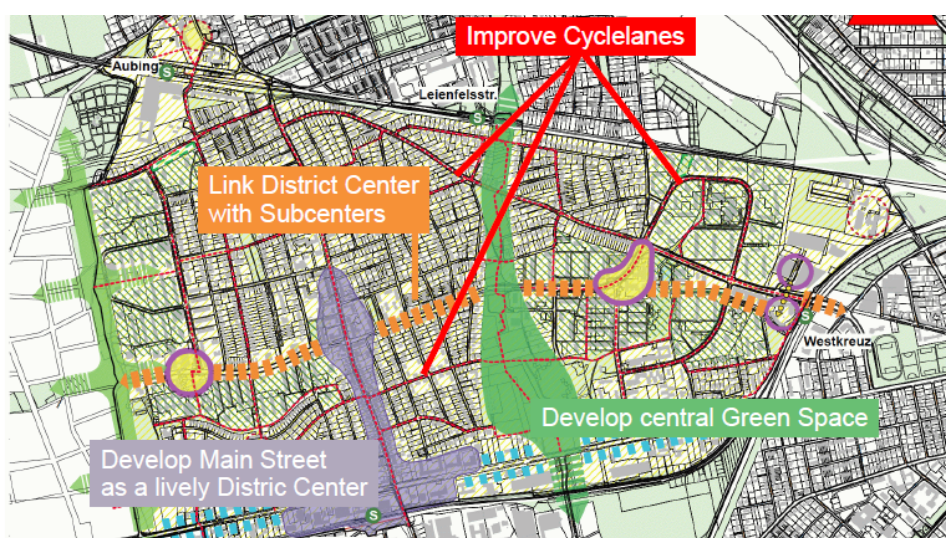 Improve Cyclelanes
Aubing
S
Leienfelsstr.
S
Link District Center
with Subcenters
S
Westkreuz
Develop central Green Space
Develop Main Street
as a lively Distric Center
S